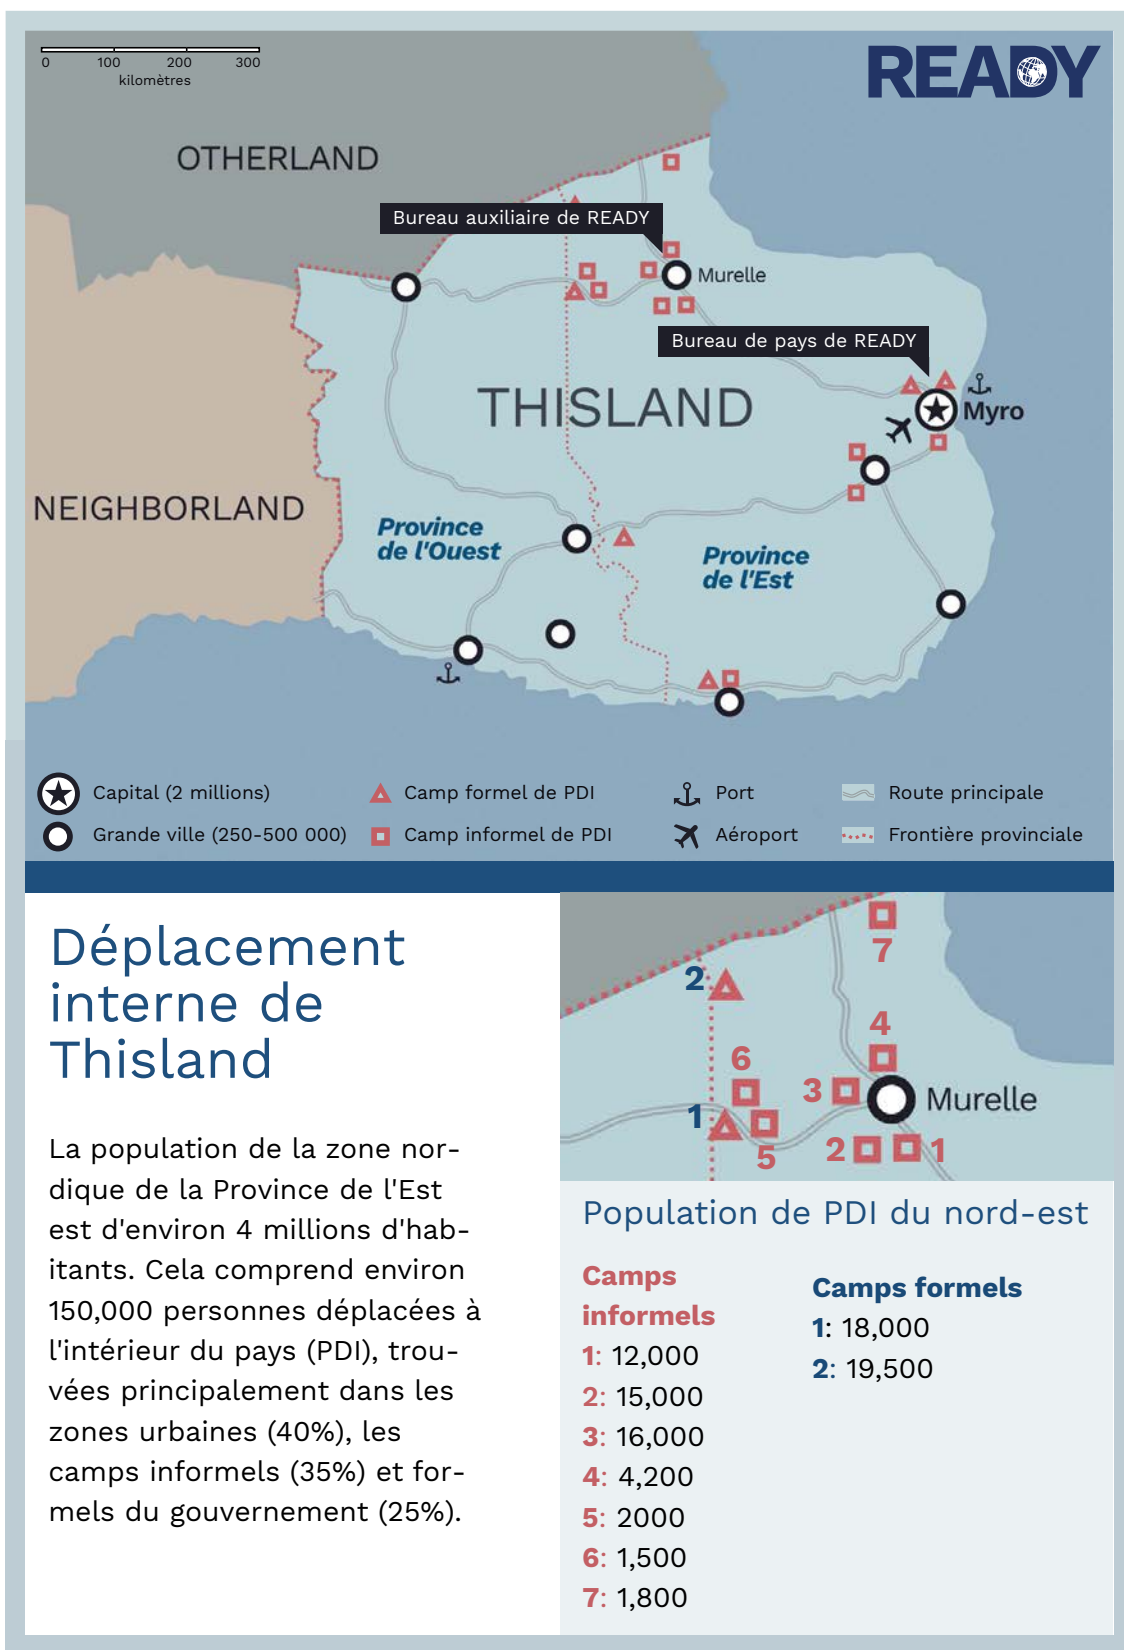 0 100 200 300
kilomètres
READY
OTHERLAND
Bureau auxiliaire de READY
Murelle
Bureau de pays de READY
THISLAND
Myro
NEIGHBORLAND
Province
de l'Ouest
Province
de l'Est
Capital (2 millions)
Camp formel de PDI
Port
Route principale
Grande ville (250-500 000)
Camp informel de PDI
Aéroport
Frontière provinciale
Déplacement
interne de
Thisland
La population de la zone nor-
dique de la Province de l'Est
est d'environ 4 millions d'hab-
itants. Cela comprend environ
150,000 personnes déplacées à
l'intérieur du pays (PDI), trou-
vées principalement dans les
zones urbaines (40%), les
camps informels (35%) et for-
mels du gouvernement (25%).
7
2
4
6
3
Murelle
1
5
2
1
Population de PDI du nord-est
Camps
informels
1: 12,000
2: 15,000
3: 16,000
4: 4,200
5: 2000
6: 1,500
7: 1,800
Camps formels
1: 18,000
2: 19,500